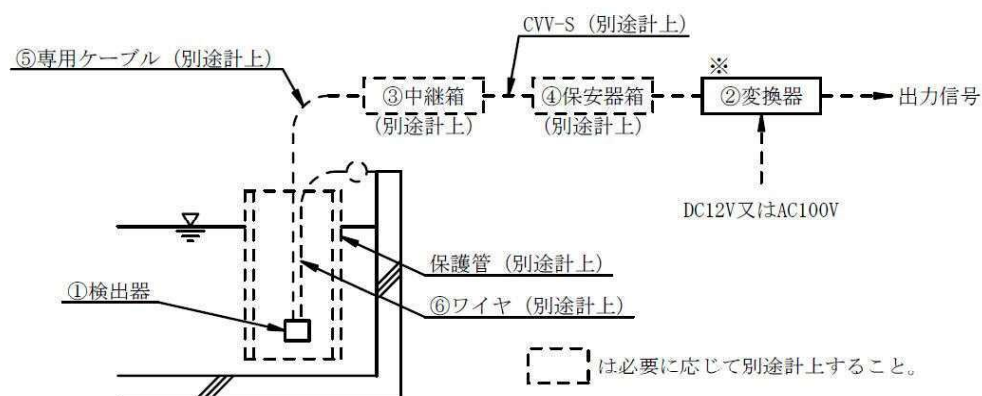 CVV-S (別途計上)
⑤専用ケーブル (別途計上)
※
③中継箱
(別途計上)
④保安器箱
(別途計上)
②変換器
出力信号
DC12V又はAC100V
保護管 (別途計上)
①検出器
⑥ワイヤ (別途計上)
は必要に応じて別途計上すること。